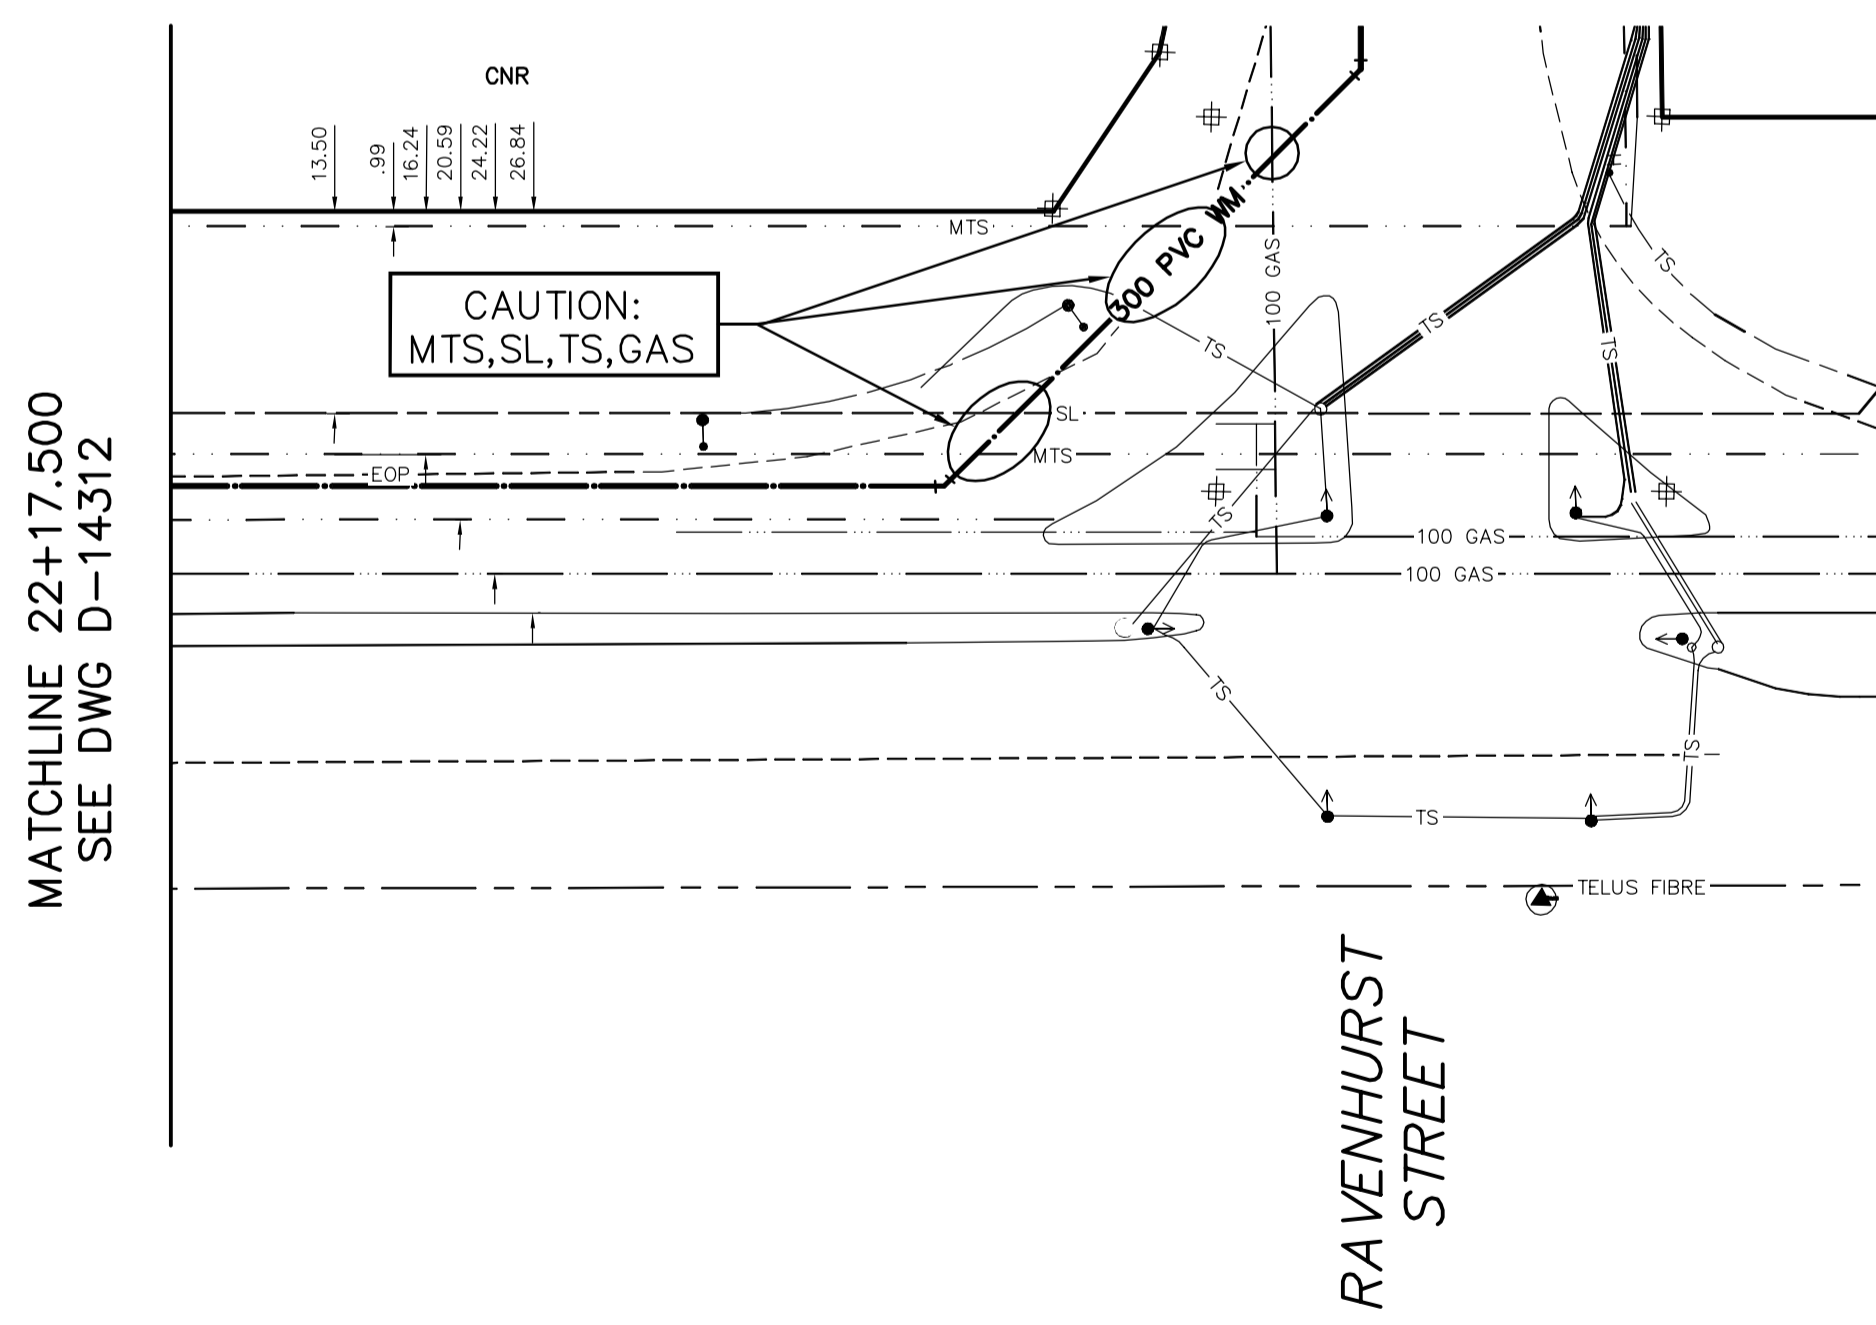 CNR
13.50
.99
16.24
20.59
24.22
26.84
MTS
CAUTION:
MTS,SL,TS,GAS
300 PVC WM
100 GAS
TS
TS
TS
TS
SL
MTS
EOP
TS
100 GAS
100 GAS
TS
TS
TS
TELUS FIBRE
MATCHLINE 22+17.500
SEE DWG D-14312
RAVENHURST
STREET